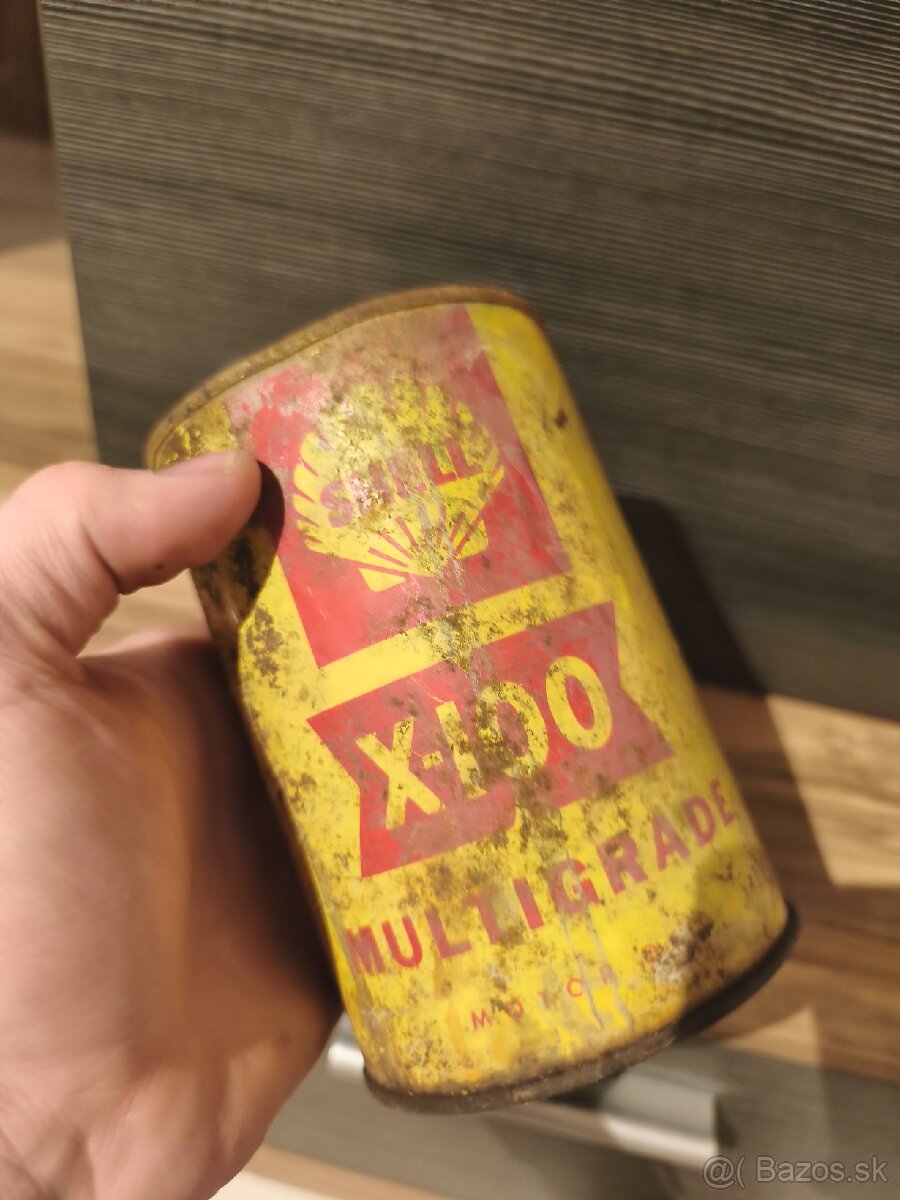 SHELL
X-100
MULTIGRADE
MOTOR
@( Bazos.sk